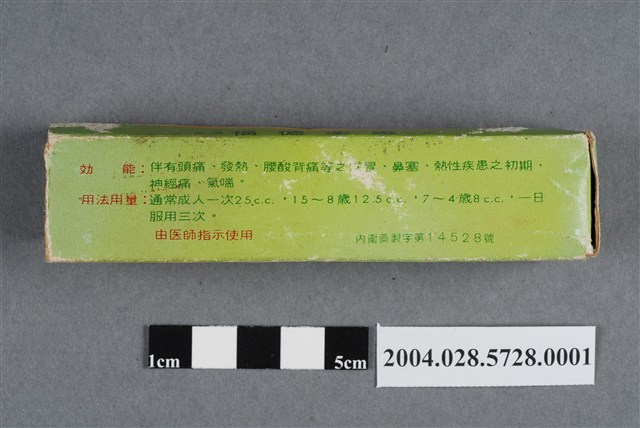 効　能：伴有頭痛、發熱、腰酸背痛等之感冒、鼻塞、熱性疾患之初期、
神經痛、氣喘。
用法用量：通常成人一次25c.c.，15～8歲12.5c.c.，7～4歲8c.c.，一日
服用三次。
由医師指示使用
內衛藥製字第14528號
1cm
5cm
2004.028.5728.0001